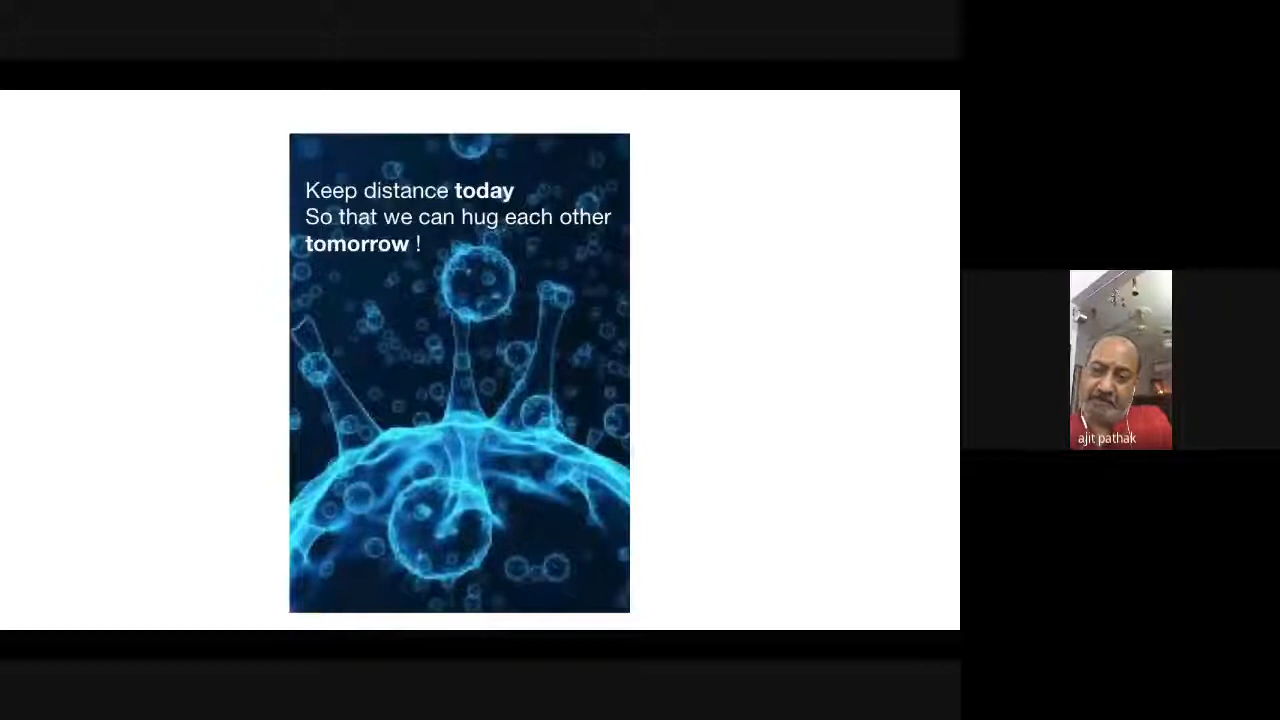 Keep distance today
So that we can hug each other
tomorrow !
ajit pathak